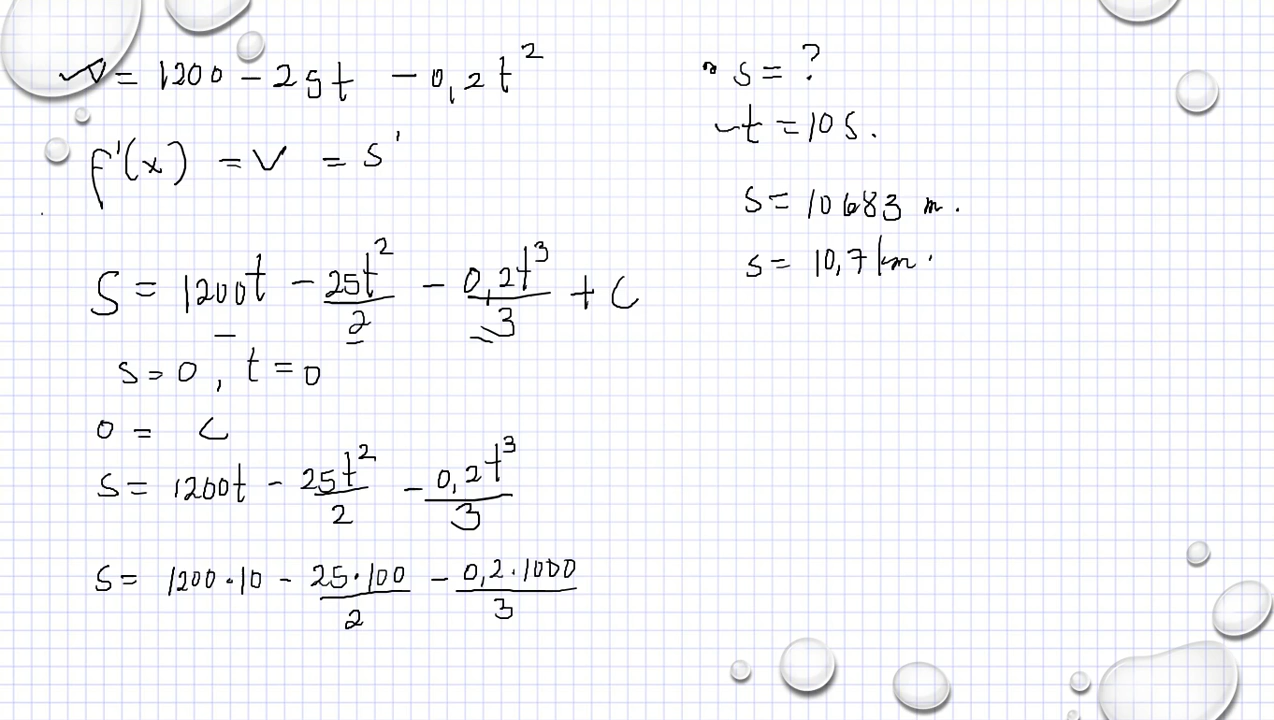 V = 1200 - 25t - 0,2t²
f'(x) = V = s'
S = 1200t - 25t²/2 - 0,2t³/3 + C
s = 0, t = 0
0 = C
s = 1200t - 25t²/2 - 0,2t³/3
s = 1200·10 - 25·100/2 - 0,2·1000/3
s = ?
t = 10 s.
s = 10683 m.
s = 10,7 km.